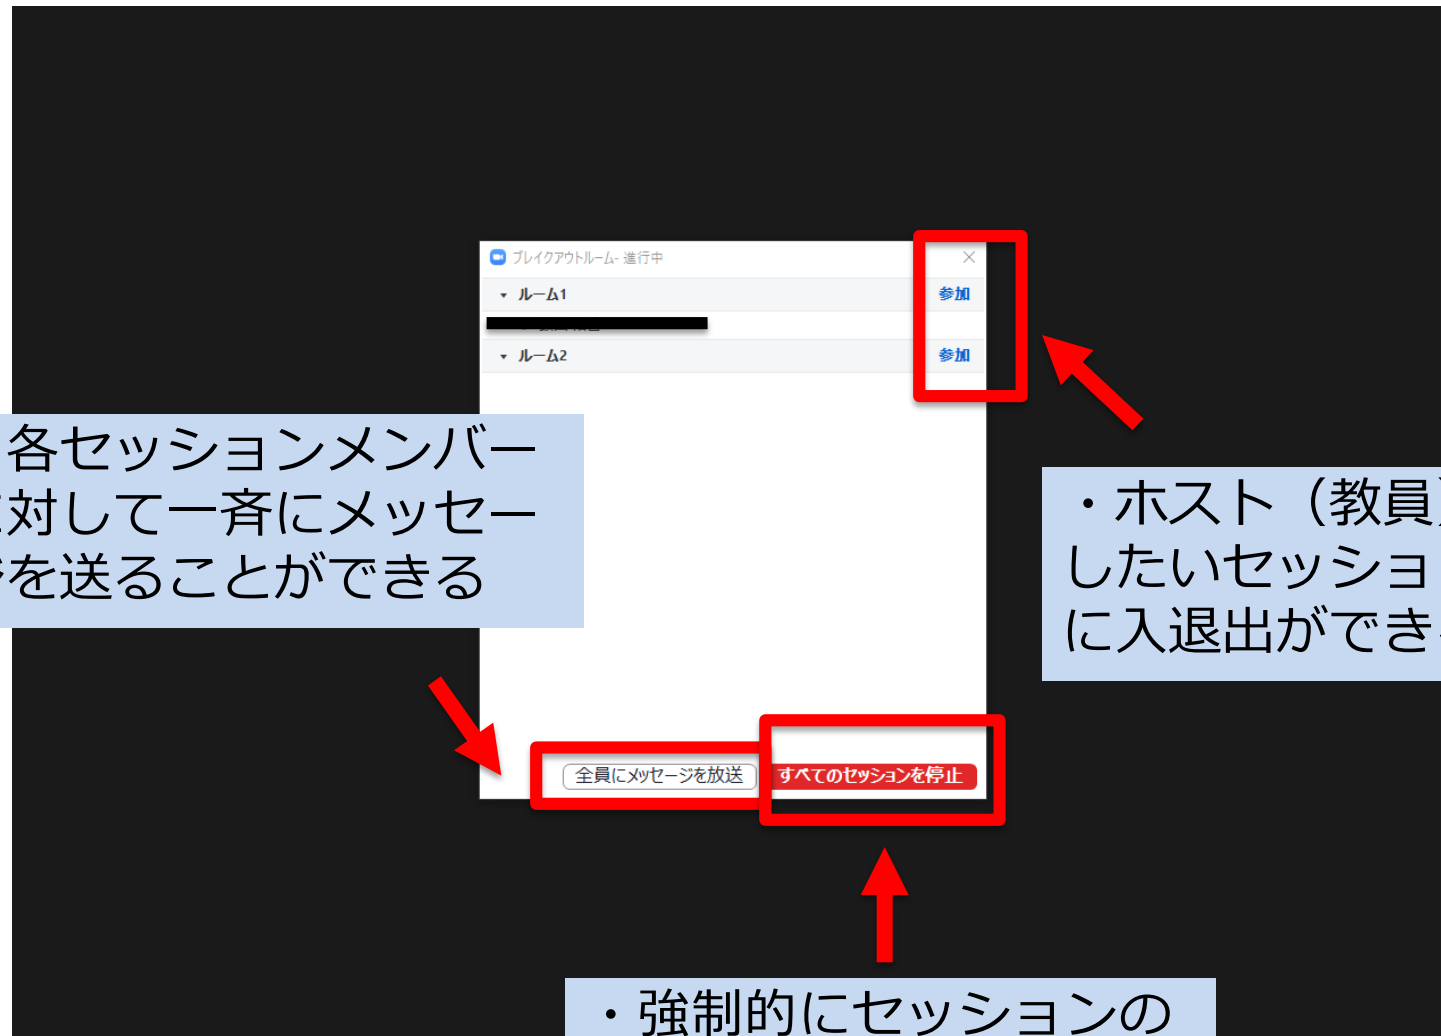 ブレイクアウトルーム- 進行中
ルーム1
参加
ルーム2
参加
各セッションメンバー
対して一斉にメッセー
を送ることができる
・ホスト（教員）
したいセッショ
に入退出ができ
全員にメッセージを放送
すべてのセッションを停止
・強制的にセッションの